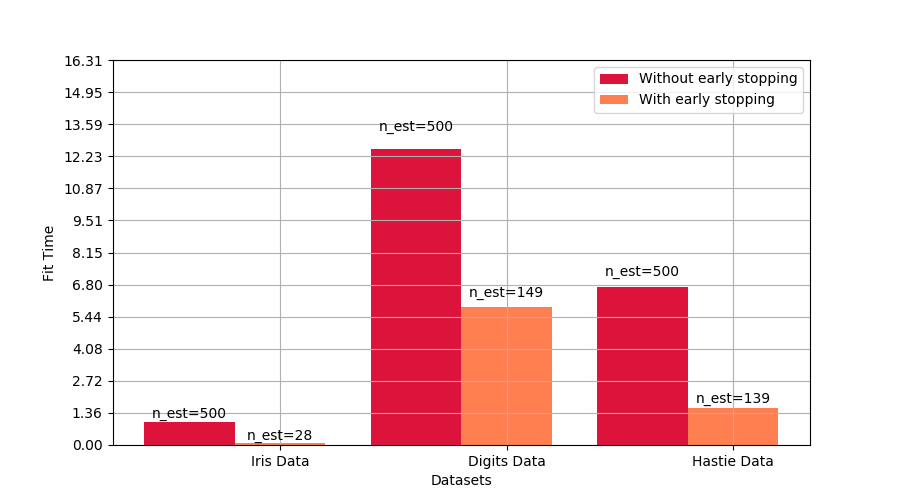 16.31
14.95
13.59
12.23
10.87
9.51
8.15
6.80
5.44
4.08
2.72
1.36
0.00
Fit Time
Without early stopping
With early stopping
n_est=500
n_est=28
n_est=500
n_est=149
n_est=500
n_est=139
Iris Data
Digits Data
Hastie Data
Datasets